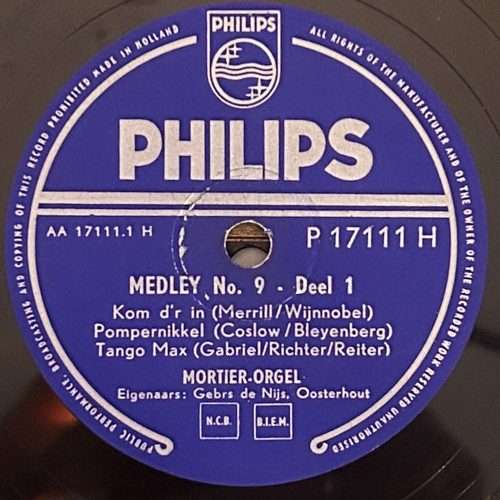 PHILIPS
PHILIPS
AA 17111.1 H
P 17111 H
MEDLEY No. 9 - Deel 1
Kom d'r in (Merrill/Wijnnobel)
Pompernikkel (Coslow/Bleyenberg)
Tango Max (Gabriel/Richter/Reiter)
MORTIER-ORGEL
Eigenaars: Gebrs de Nijs, Oosterhout
N.C.B.
B.I.E.M.
PUBLIC PERFORMANCE, BROADCASTING AND COPYING OF THIS RECORD PROHIBITED MADE IN HOLLAND
ALL RIGHTS OF THE MANUFACTURER AND OF THE OWNER OF THE RECORDED WORK RESERVED UNAUTHORISED